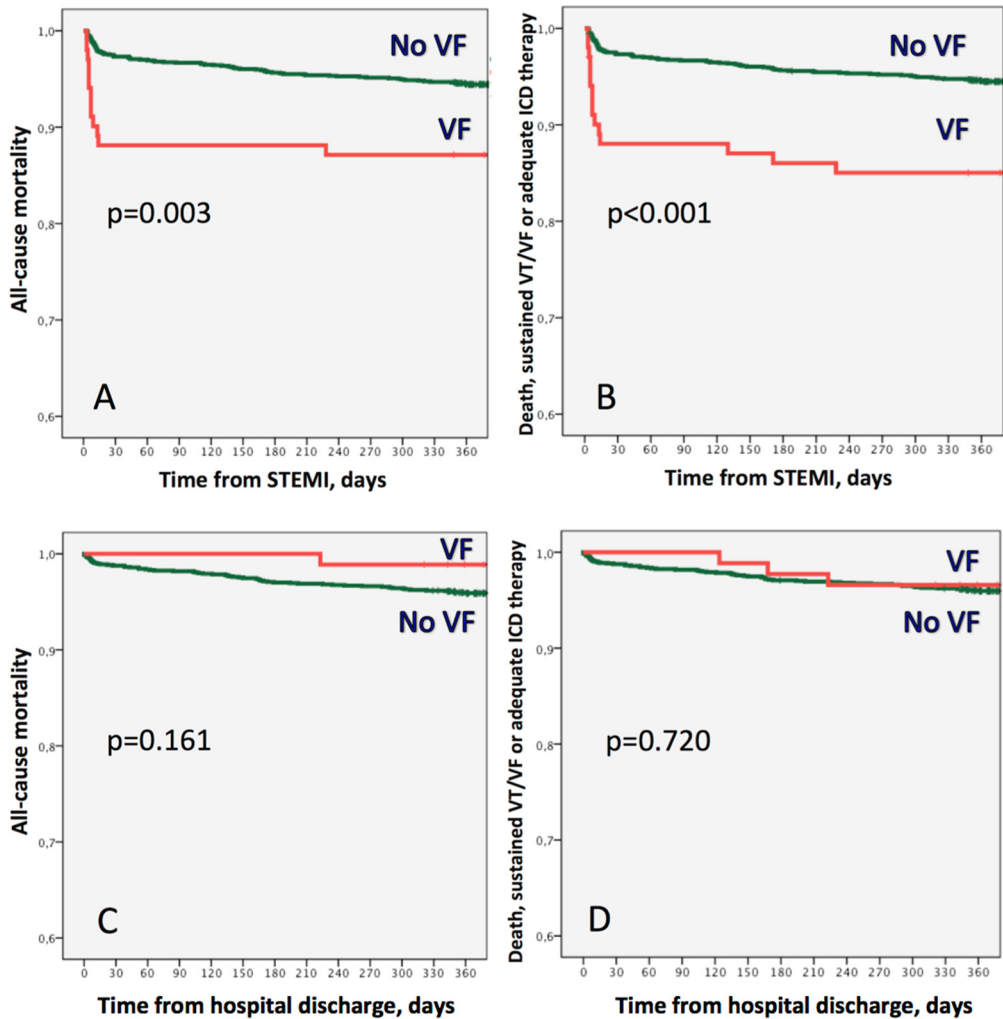 All-cause mortality
1,0
0,9
0,8
0,7
0,6
No VF
VF
p=0.003
A
0 30 60 90 120 150 180 210 240 270 300 330 360
Time from STEMI, days
Death, sustained VT/VF or adequate ICD therapy
1,0
0,9
0,8
0,7
0,6
No VF
VF
p<0.001
B
0 30 60 90 120 150 180 210 240 270 300 330 360
Time from STEMI, days
All-cause mortality
1,0
0,9
0,8
0,7
0,6
VF
No VF
p=0.161
C
0 30 60 90 120 150 180 210 240 270 300 330 360
Time from hospital discharge, days
Death, sustained VT/VF or adequate ICD therapy
1,0
0,9
0,8
0,7
0,6
VF
No VF
p=0.720
D
0 30 60 90 120 150 180 210 240 270 300 330 360
Time from hospital discharge, days